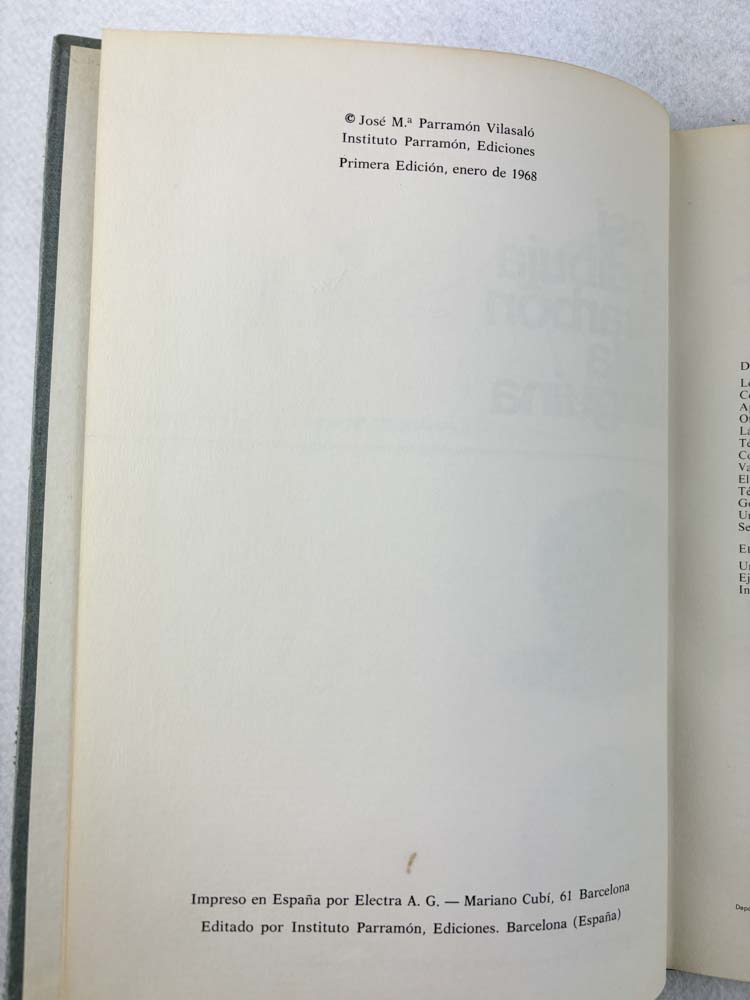 © José M.ª Parramón Vilasaló
Instituto Parramón, Ediciones
Primera Edición, enero de 1968
Impreso en España por Electra A. G. — Mariano Cubí, 61 Barcelona
Editado por Instituto Parramón, Ediciones. Barcelona (España)